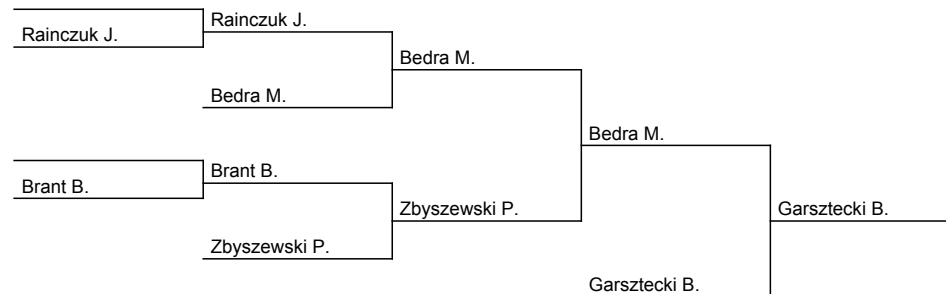 Rainczuk J.
Rainczuk J.
Bedra M.
Bedra M.
Bedra M.
Brant B.
Brant B.
Zbyszewski P.
Zbyszewski P.
Garsztecki B.
Garsztecki B.